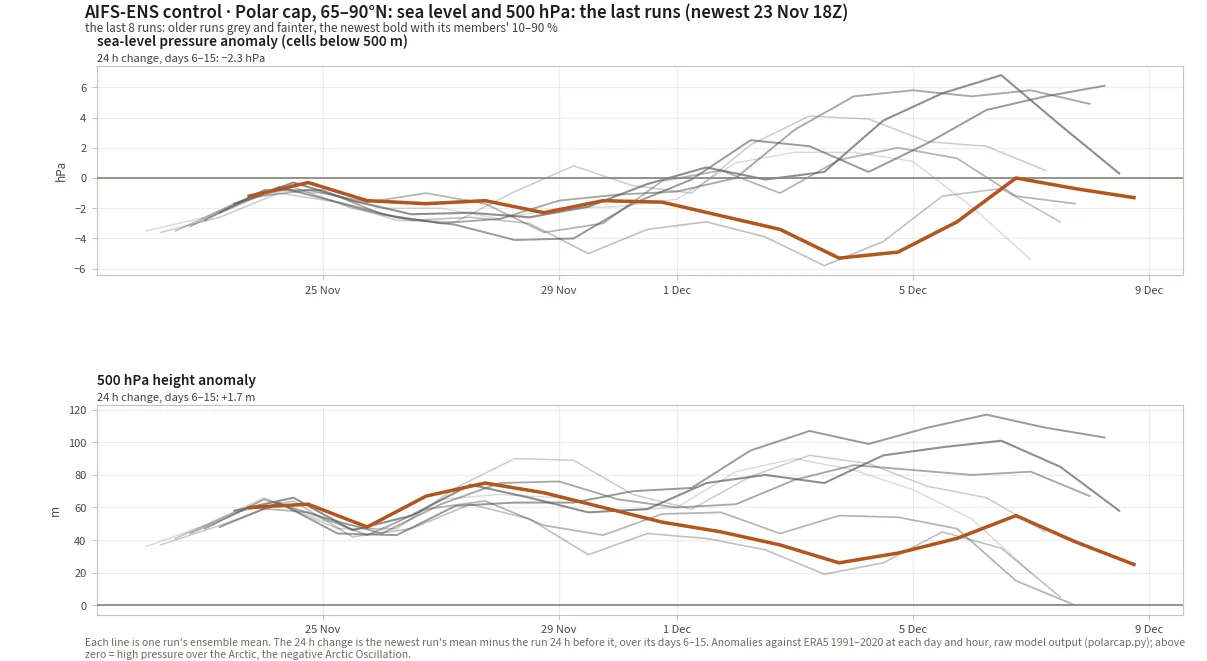 AIFS-ENS control · Polar cap, 65–90°N: sea level and 500 hPa: the last runs (newest 23 Nov 18Z)
the last 8 runs: older runs grey and fainter, the newest bold with its members' 10–90 %
sea-level pressure anomaly (cells below 500 m)
24 h change, days 6–15: −2.3 hPa
6
4
2
0
−2
−4
−6
hPa
25 Nov
29 Nov
1 Dec
5 Dec
9 Dec
500 hPa height anomaly
24 h change, days 6–15: +1.7 m
120
100
80
60
40
20
0
m
25 Nov
29 Nov
1 Dec
5 Dec
9 Dec
Each line is one run's ensemble mean. The 24 h change is the newest run's mean minus the run 24 h before it, over its days 6–15. Anomalies against ERA5 1991–2020 at each day and hour, raw model output (polarcap.py); above
zero = high pressure over the Arctic, the negative Arctic Oscillation.